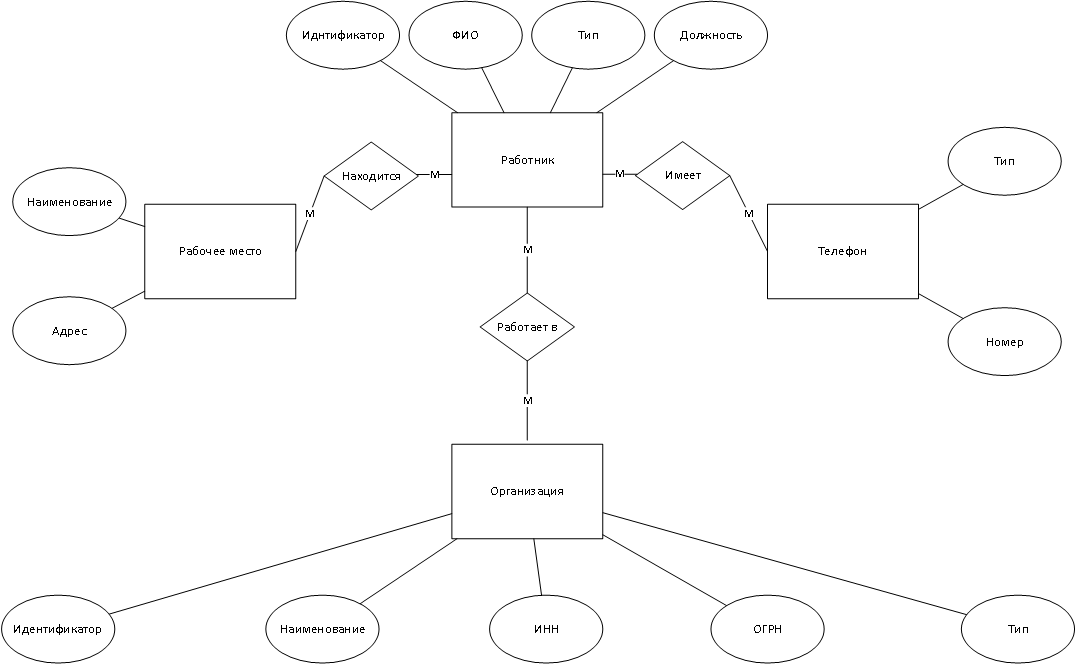 Иднтификатор
ФИО
Тип
Должность
Работник
Находится
М
М
Имеет
М
М
Тип
Наименование
Рабочее место
Телефон
М
Адрес
Работает в
Номер
М
Организация
Идентификатор
Наименование
ИНН
ОГРН
Тип